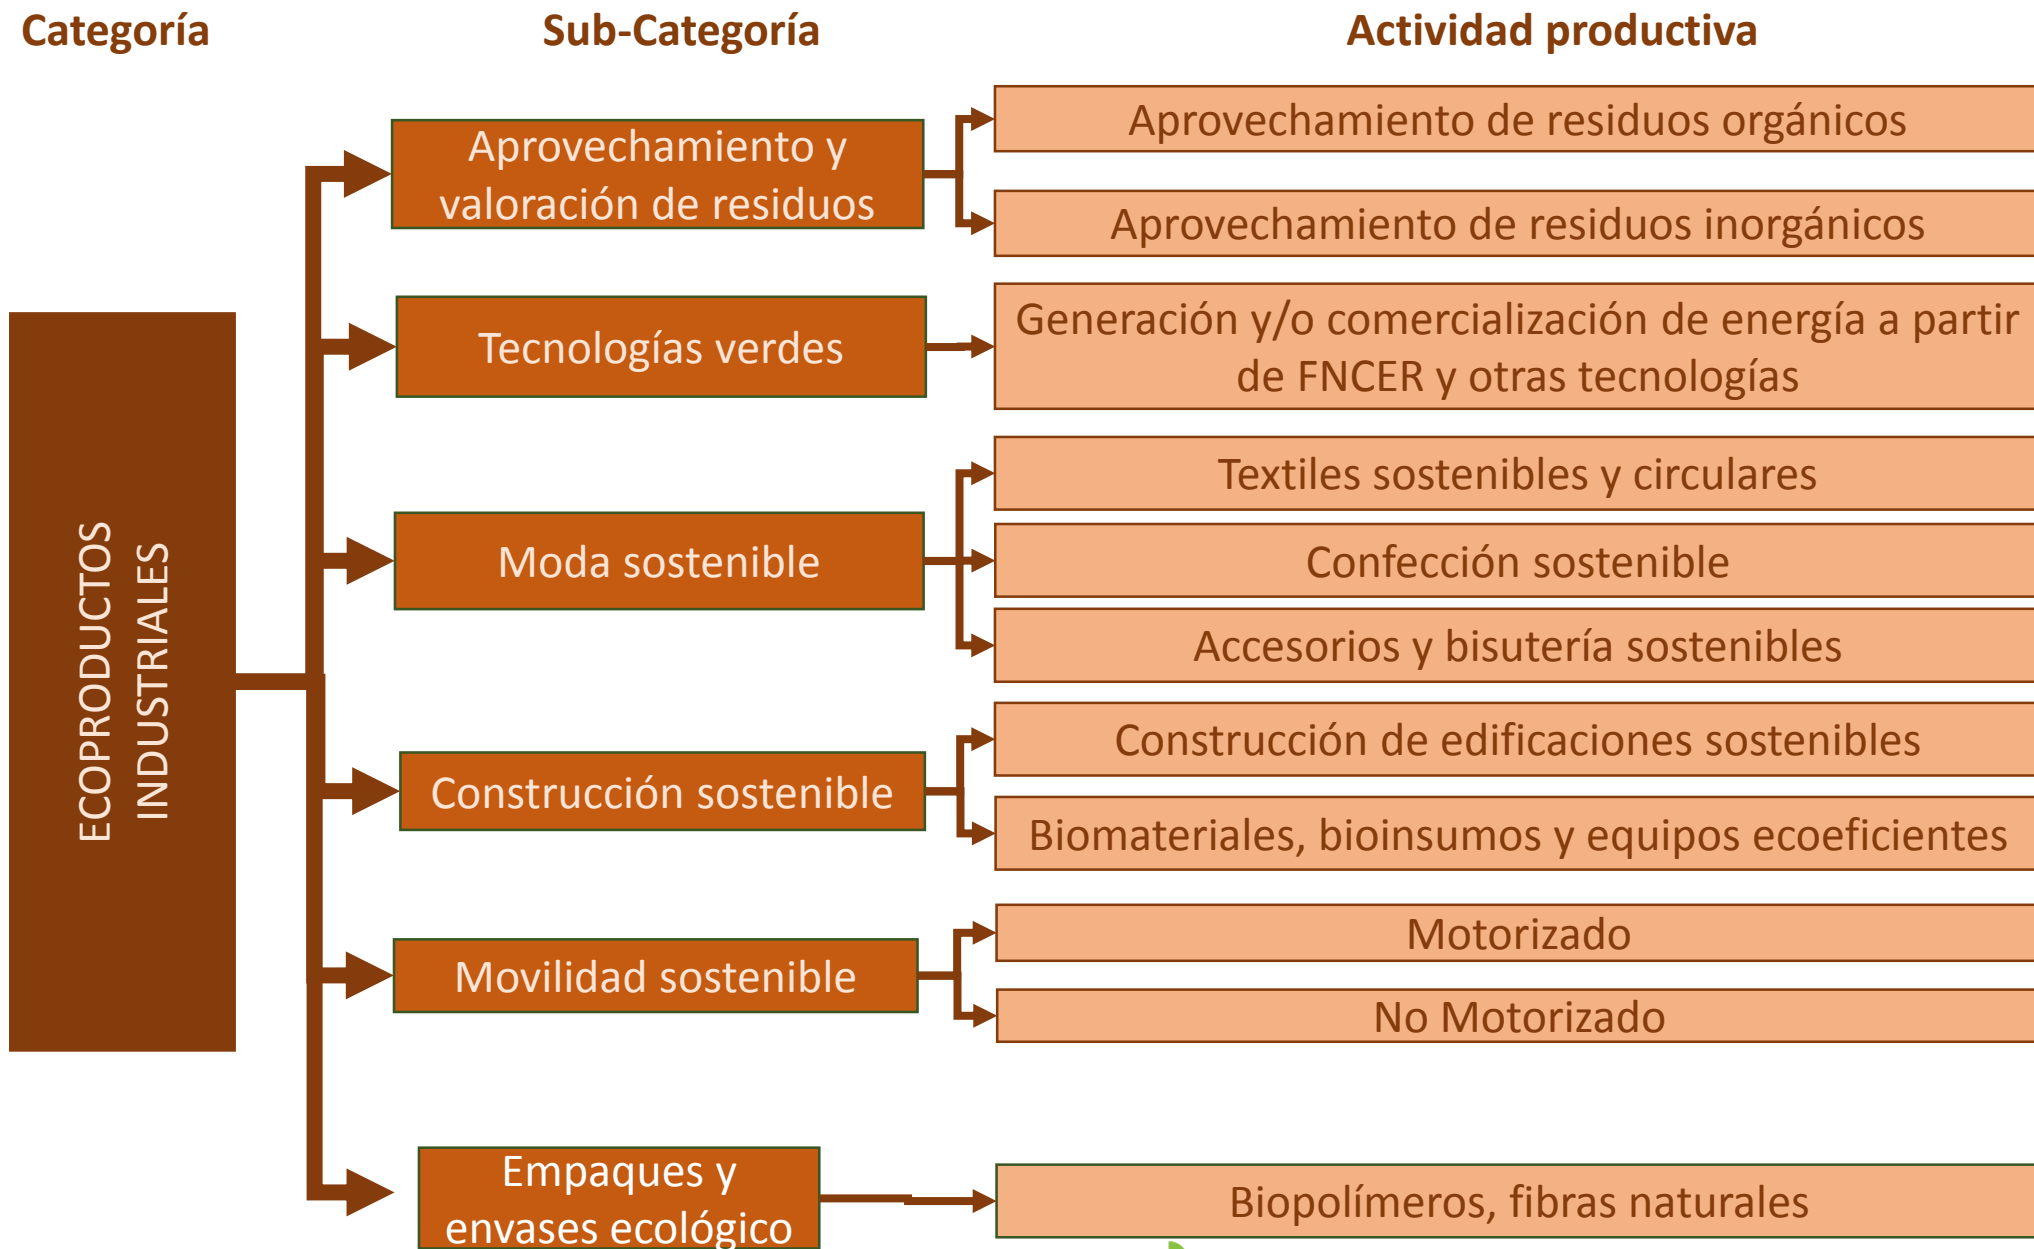 Categoría
Sub-Categoría
Actividad productiva
ECOPRODUCTOS
INDUSTRIALES
Aprovechamiento y
valoración de residuos
Aprovechamiento de residuos orgánicos
Aprovechamiento de residuos inorgánicos
Tecnologías verdes
Generación y/o comercialización de energía a partir
de FNCER y otras tecnologías
Moda sostenible
Textiles sostenibles y circulares
Confección sostenible
Accesorios y bisutería sostenibles
Construcción sostenible
Construcción de edificaciones sostenibles
Biomateriales, bioinsumos y equipos ecoeficientes
Movilidad sostenible
Motorizado
No Motorizado
Empaques y
envases ecológico
Biopolímeros, fibras naturales